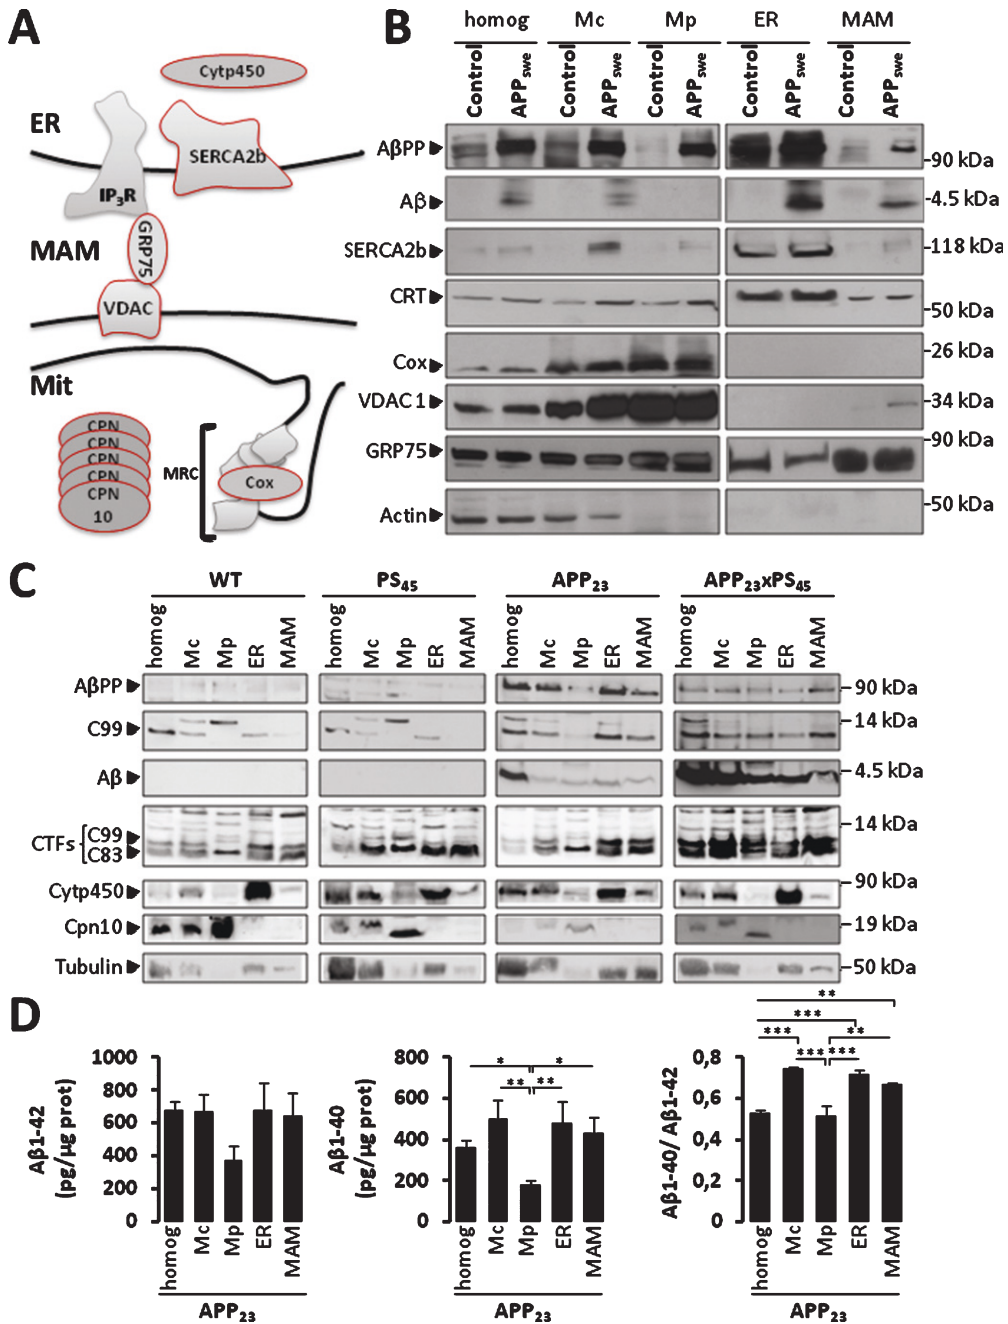 A
Cytp450
ER
SERCA2b
IP3R
GRP75
MAM
VDAC
Mit
CPN
CPN
CPN
CPN
CPN
10
MRC
Cox
B
homog Mc Mp ER MAM
Control APPswe Control APPswe Control APPswe Control APPswe Control APPswe
AβPP -90 kDa
Aβ -4.5 kDa
SERCA2b -118 kDa
CRT -50 kDa
Cox -26 kDa
VDAC 1 -34 kDa
GRP75 -90 kDa
Actin -50 kDa
C
WT PS45 APP23 APP23xPS45
homog Mc Mp ER MAM homog Mc Mp ER MAM homog Mc Mp ER MAM homog Mc Mp ER MAM
AβPP -90 kDa
C99 -14 kDa
Aβ -4.5 kDa
CTFs C99 C83 -14 kDa
Cytp450 -90 kDa
Cpn10 -19 kDa
Tubulin -50 kDa
D
Aβ1-42
(pg/µg prot)
1000
800
600
400
200
0
homog Mc Mp ER MAM
APP23
Aβ1-40
(pg/µg prot)
800
600
400
200
0
* *
** **
homog Mc Mp ER MAM
APP23
Aβ1-40/ Aβ1-42
0,8
0,6
0,4
0,2
0
**
***
*** **
*** ***
homog Mc Mp ER MAM
APP23